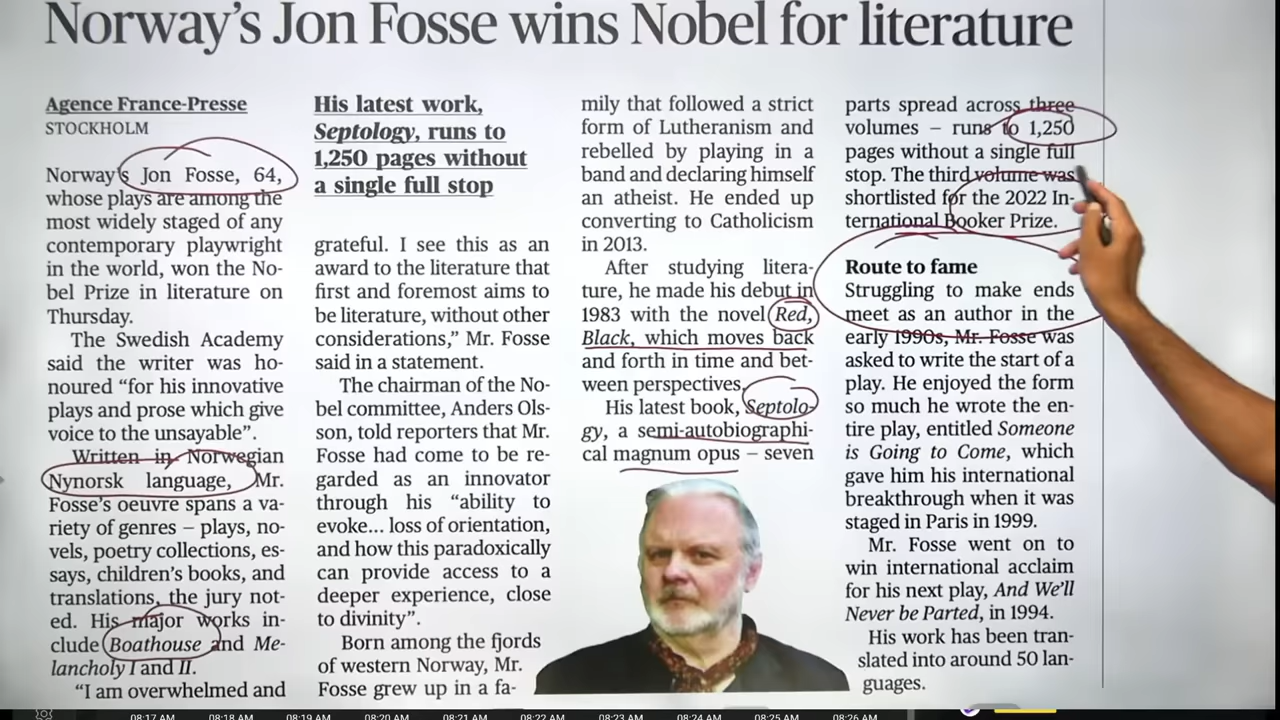 Norway's Jon Fosse wins Nobel for literature
Agence France-Presse
STOCKHOLM
Norway's Jon Fosse, 64,
whose plays are among the
most widely staged of any
contemporary playwright
in the world, won the No-
bel Prize in literature on
Thursday.
The Swedish Academy
said the writer was ho-
noured “for his innovative
plays and prose which give
voice to the unsayable”.
Written in Norwegian
Nynorsk language, Mr.
Fosse's oeuvre spans a va-
riety of genres – plays, no-
vels, poetry collections, es-
says, children's books, and
translations, the jury not-
ed. His major works in-
clude Boathouse and Me-
lancholy I and II.
“I am overwhelmed and
His latest work,
Septology, runs to
1,250 pages without
a single full stop
grateful. I see this as an
award to the literature that
first and foremost aims to
be literature, without other
considerations,” Mr. Fosse
said in a statement.
The chairman of the No-
bel committee, Anders Ols-
son, told reporters that Mr.
Fosse had come to be re-
garded as an innovator
through his “ability to
evoke... loss of orientation,
and how this paradoxically
can provide access to a
deeper experience, close
to divinity”.
Born among the fjords
of western Norway, Mr.
Fosse grew up in a fa-
mily that followed a strict
form of Lutheranism and
rebelled by playing in a
band and declaring himself
an atheist. He ended up
converting to Catholicism
in 2013.
After studying litera-
ture, he made his debut in
1983 with the novel Red,
Black, which moves back
and forth in time and bet-
ween perspectives.
His latest book, Septolo-
gy, a semi-autobiographi-
cal magnum opus – seven
parts spread across three
volumes – runs to 1,250
pages without a single full
stop. The third volume was
shortlisted for the 2022 In-
ternational Booker Prize.
Route to fame
Struggling to make ends
meet as an author in the
early 1990s, Mr. Fosse was
asked to write the start of a
play. He enjoyed the form
so much he wrote the en-
tire play, entitled Someone
is Going to Come, which
gave him his international
breakthrough when it was
staged in Paris in 1999.
Mr. Fosse went on to
win international acclaim
for his next play, And We'll
Never be Parted, in 1994.
His work has been tran-
slated into around 50 lan-
guages.
08:17 AM 08:18 AM 08:19 AM 08:20 AM 08:21 AM 08:22 AM 08:23 AM 08:24 AM 08:25 AM 08:26 AM